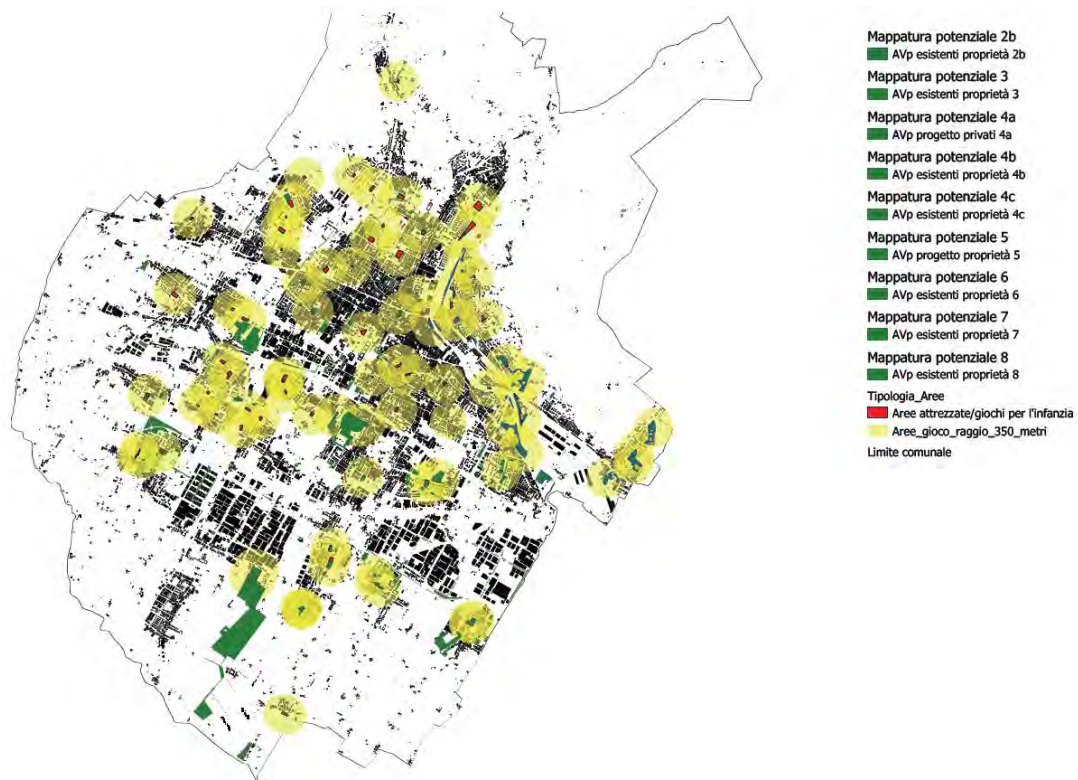 Mappatura potenziale 2b
AVp esistenti proprietà 2b
Mappatura potenziale 3
AVp esistenti proprietà 3
Mappatura potenziale 4a
AVp progetto privati 4a
Mappatura potenziale 4b
AVp esistenti proprietà 4b
Mappatura potenziale 4c
AVp esistenti proprietà 4c
Mappatura potenziale 5
AVp progetto proprietà 5
Mappatura potenziale 6
AVp esistenti proprietà 6
Mappatura potenziale 7
AVp esistenti proprietà 7
Mappatura potenziale 8
AVp esistenti proprietà 8
Tipologia_Aree
Aree attrezzate/giochi per l'infanzia
Aree_gioco_raggio_350_metri
Limite comunale